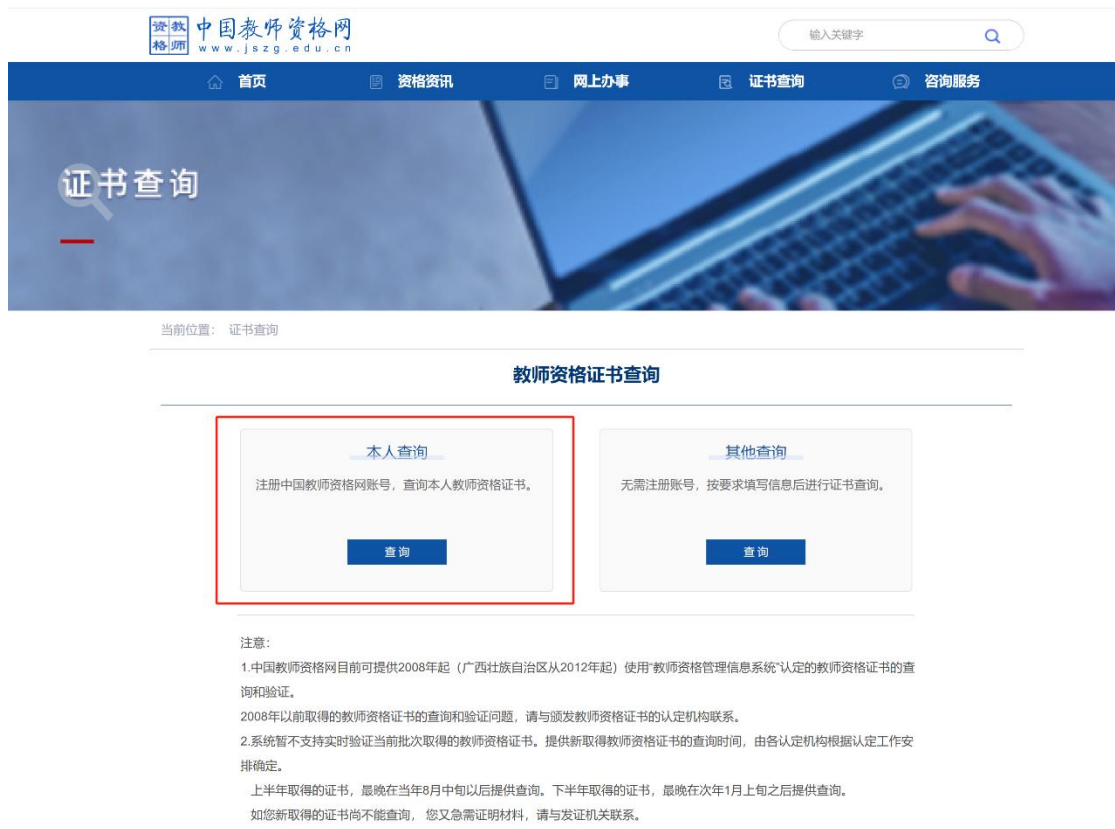 资教
格师
中国教师资格网
www.jszg.edu.cn
输入关键字
首页 资格资讯 网上办事 证书查询 咨询服务
证书查询
当前位置： 证书查询
教师资格证书查询
本人查询
注册中国教师资格网账号，查询本人教师资格证书。
查询
其他查询
无需注册账号，按要求填写信息后进行证书查询。
查询
注意：
1.中国教师资格网目前可提供2008年起（广西壮族自治区从2012年起）使用“教师资格管理信息系统”认定的教师资格证书的查
询和验证。
2008年以前取得的教师资格证书的查询和验证问题，请与颁发教师资格证书的认定机构联系。
2.系统暂不支持实时验证当前批次取得的教师资格证书。提供新取得教师资格证书的查询时间，由各认定机构根据认定工作安
排确定。
上半年取得的证书，最晚在当年8月中旬以后提供查询。下半年取得的证书，最晚在次年1月上旬之后提供查询。
如您新取得的证书尚不能查询， 您又急需证明材料，请与发证机关联系。